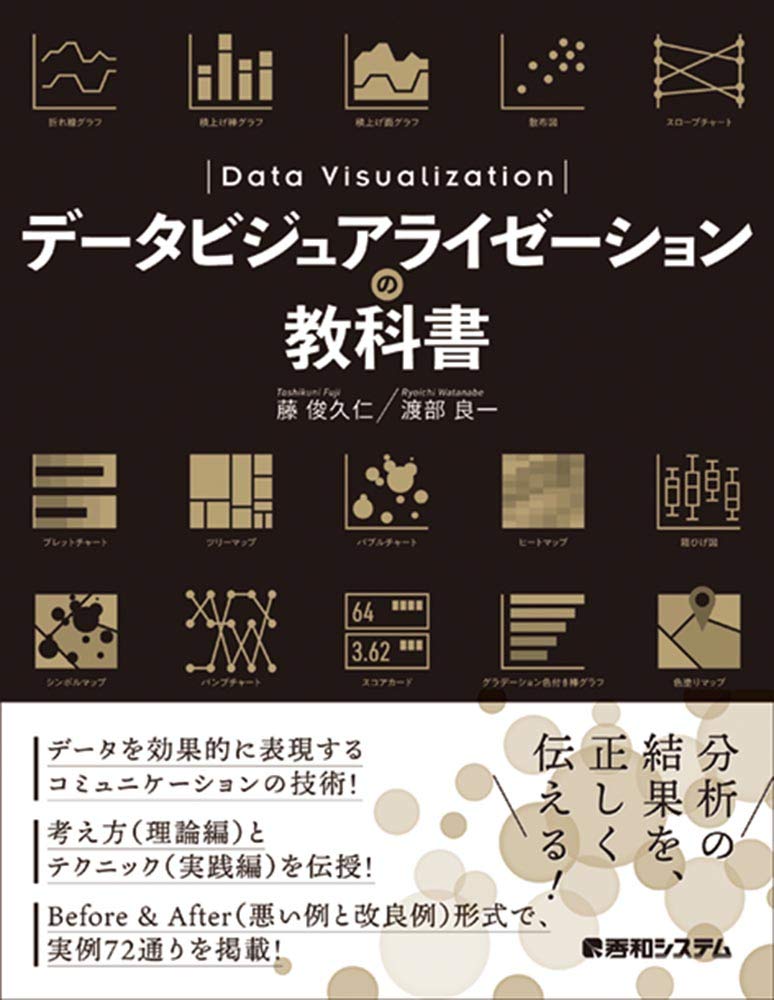 折れ線グラフ
積上げ棒グラフ
積上げ面グラフ
散布図
スロープチャート
Data Visualization
データビジュアライゼーション
の
教科書
Toshikuni Fuji
Ryoichi Watanabe
藤 俊久仁/渡部 良一
ブレットチャート
ツリーマップ
バブルチャート
ヒートマップ
箱ひげ図
64
3.62
シンボルマップ
バンプチャート
スコアカード
グラデーション色付き棒グラフ
色塗りマップ
分析の
結果を、
正しく
伝える!
データを効果的に表現する
コミュニケーションの技術!
考え方(理論編)と
テクニック(実践編)を伝授!
Before & After(悪い例と改良例)形式で、
実例72通りを掲載!
秀和システム